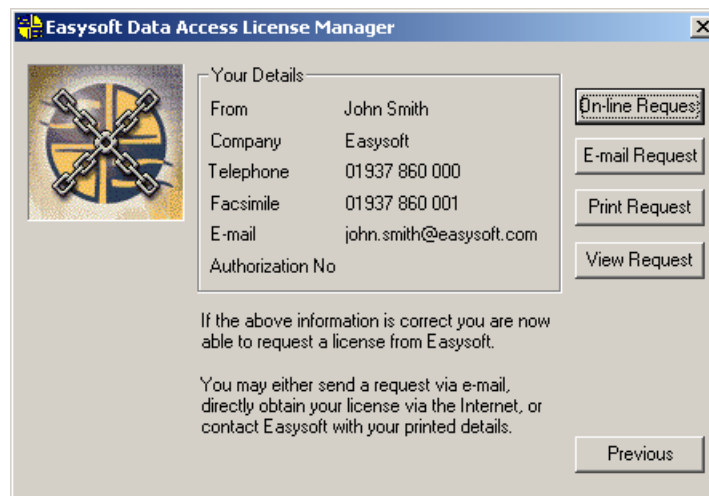 Easysoft Data Access License Manager
Your Details
From John Smith
Company Easysoft
Telephone 01937 860 000
Facsimile 01937 860 001
E-mail john.smith@easysoft.com
Authorization No
On-line Reques
E-mail Request
Print Request
View Request
If the above information is correct you are now
able to request a license from Easysoft.
You may either send a request via e-mail,
directly obtain your license via the Internet, or
contact Easysoft with your printed details.
Previous